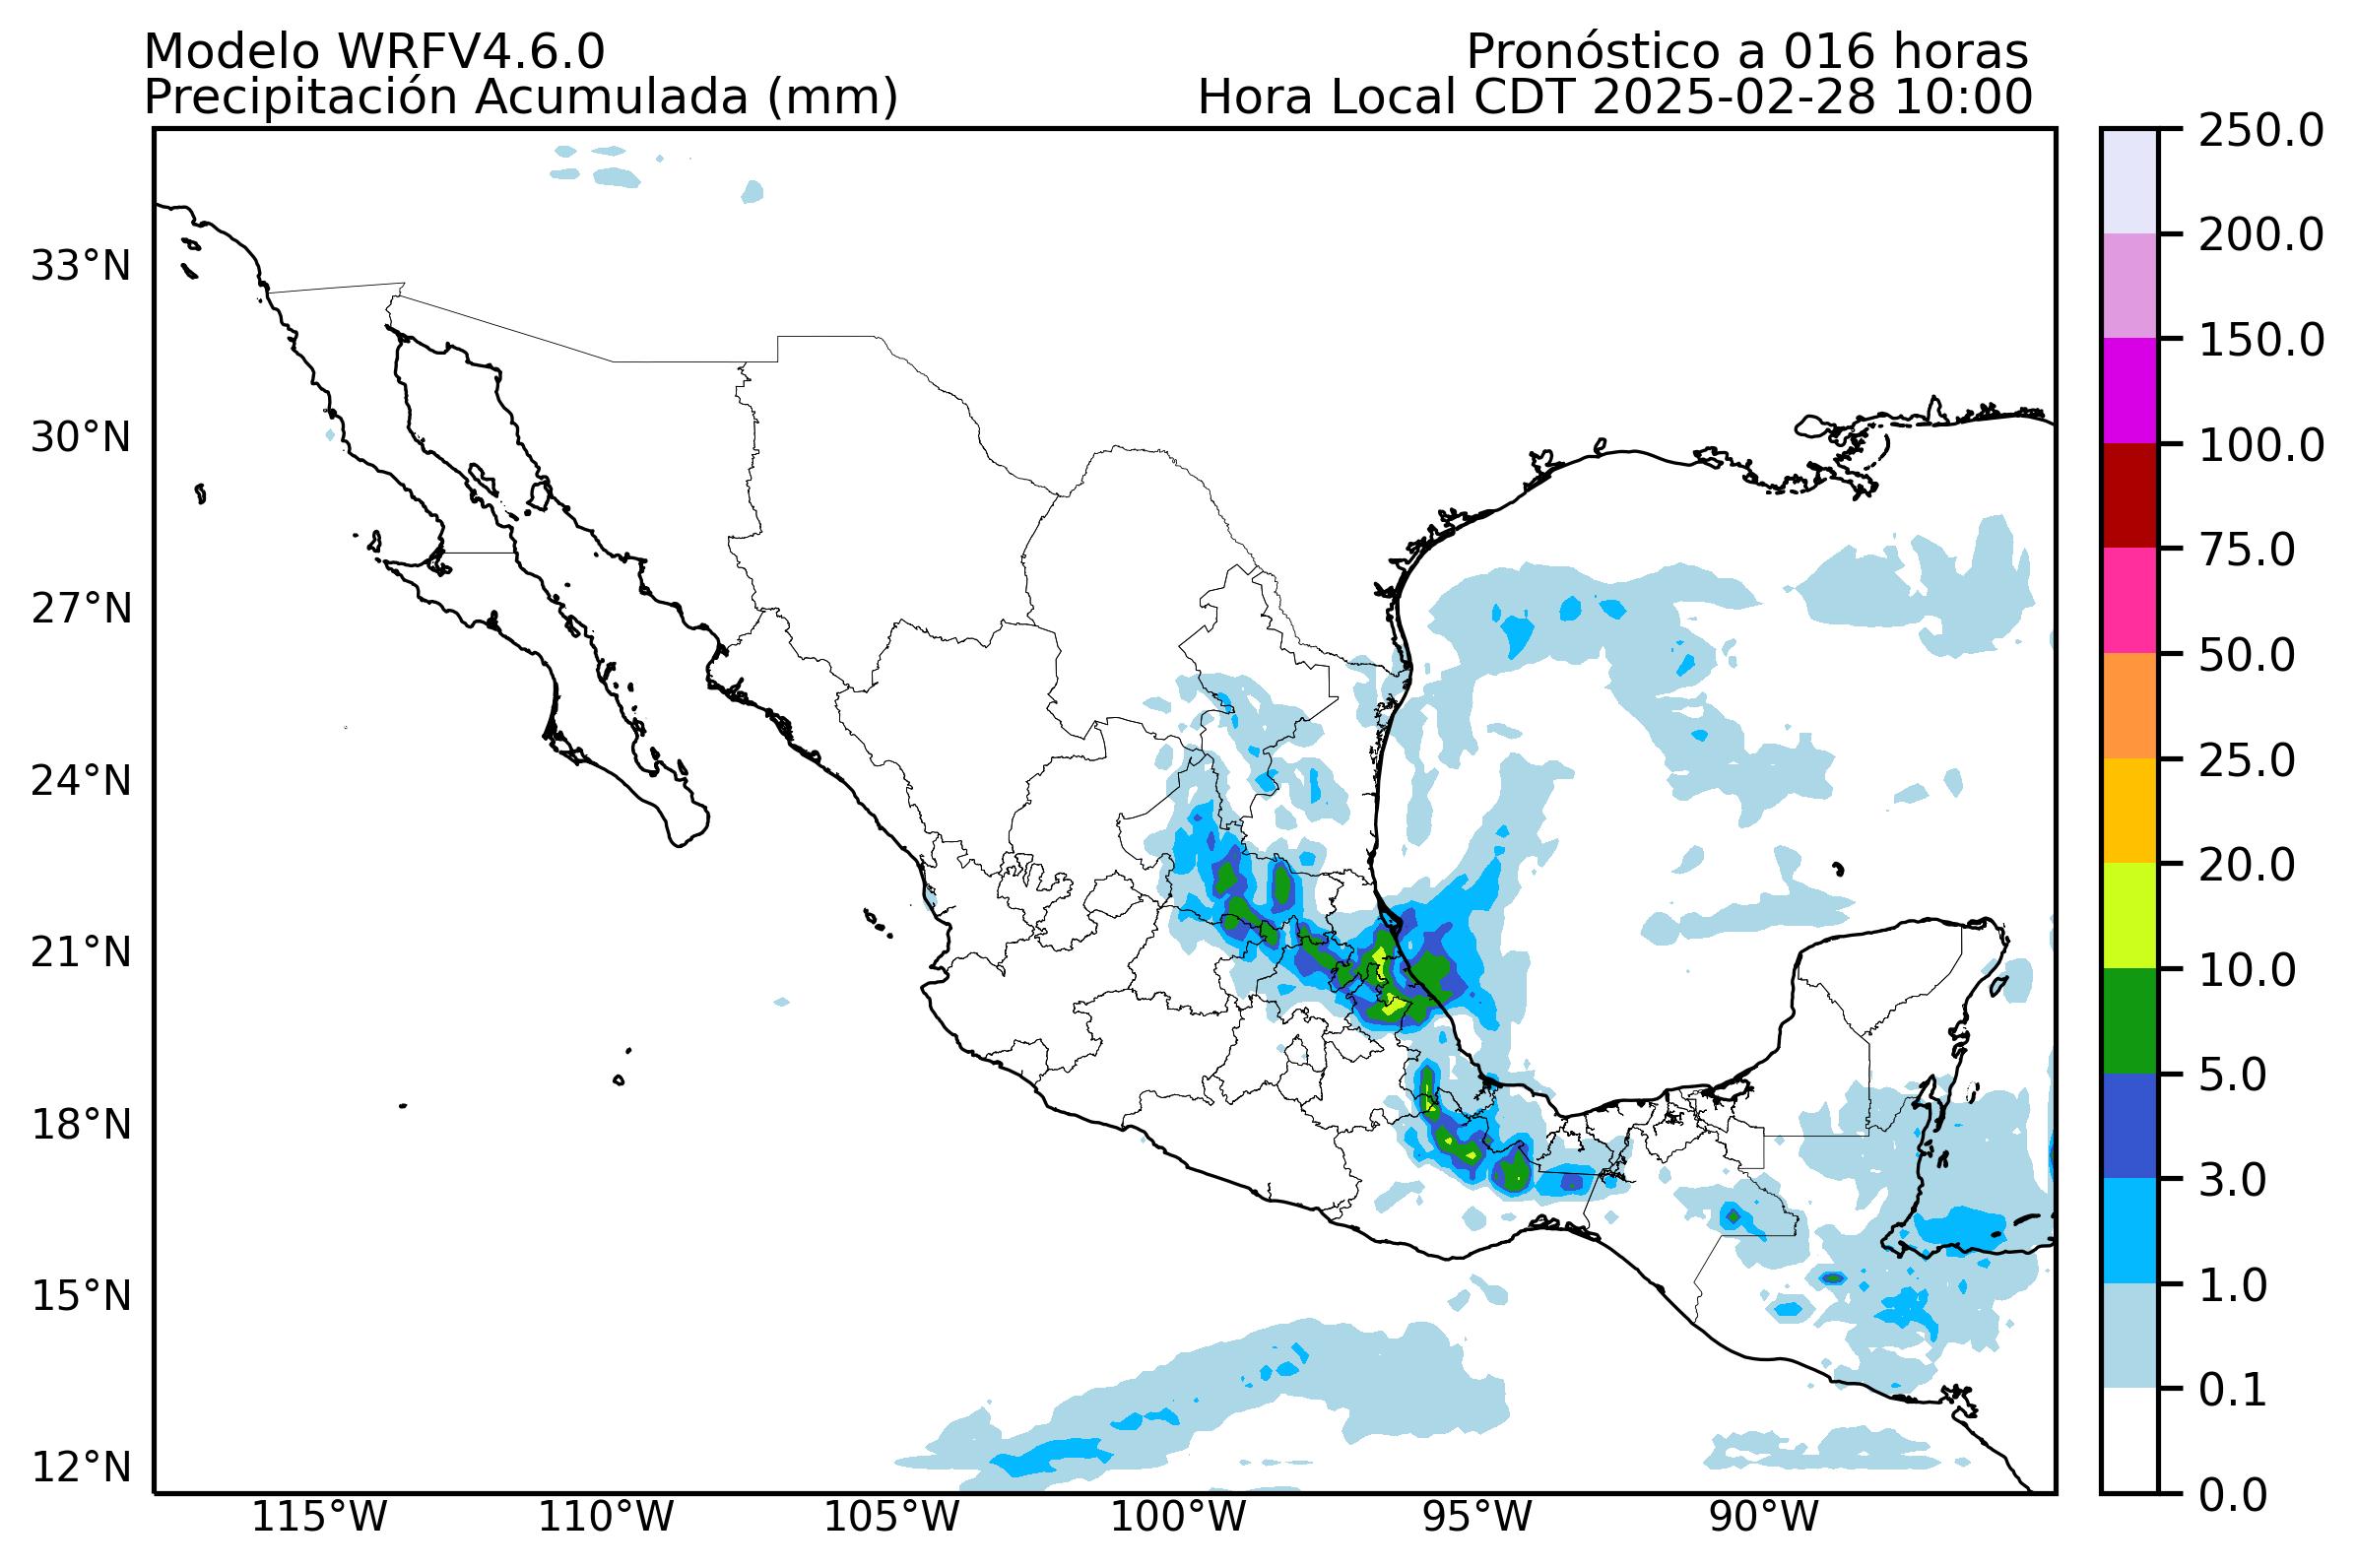 Modelo WRFV4.6.0
Pronóstico a 016 horas
Precipitación Acumulada (mm)
Hora Local CDT 2025-02-28 10:00
33°N
30°N
27°N
24°N
21°N
18°N
15°N
12°N
115°W
110°W
105°W
100°W
95°W
90°W
250.0
200.0
150.0
100.0
75.0
50.0
25.0
20.0
10.0
5.0
3.0
1.0
0.1
0.0